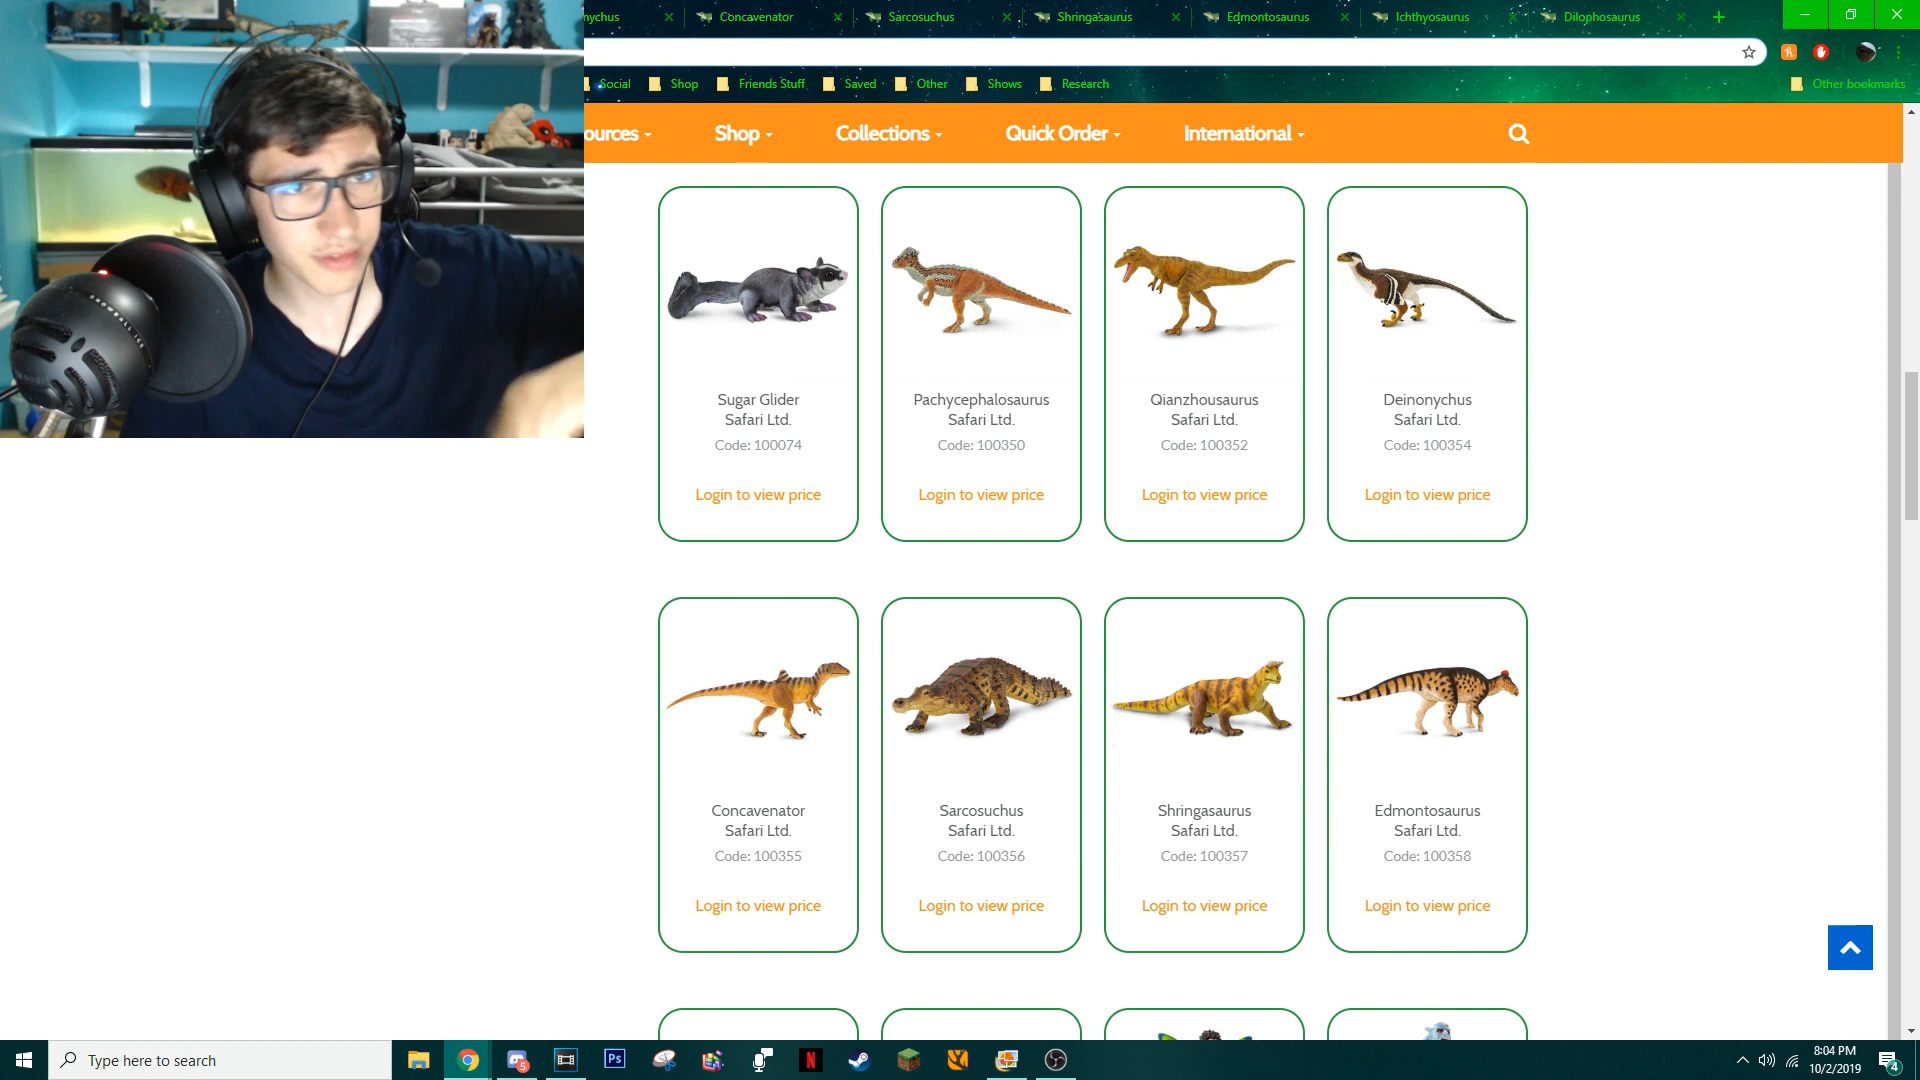 nychus
Concavenator
Sarcosuchus
Shringasaurus
Edmontosaurus
Ichthyosaurus
Dilophosaurus
Social
Shop
Friends Stuff
Saved
Other
Shows
Research
Other bookmarks
ources
Shop
Collections
Quick Order
International
Sugar Glider
Safari Ltd.
Code: 100074
Login to view price
Pachycephalosaurus
Safari Ltd.
Code: 100350
Login to view price
Qianzhousaurus
Safari Ltd.
Code: 100352
Login to view price
Deinonychus
Safari Ltd.
Code: 100354
Login to view price
Concavenator
Safari Ltd.
Code: 100355
Login to view price
Sarcosuchus
Safari Ltd.
Code: 100356
Login to view price
Shringasaurus
Safari Ltd.
Code: 100357
Login to view price
Edmontosaurus
Safari Ltd.
Code: 100358
Login to view price
Type here to search
5
Ps
N
8:04 PM
10/2/2019
4